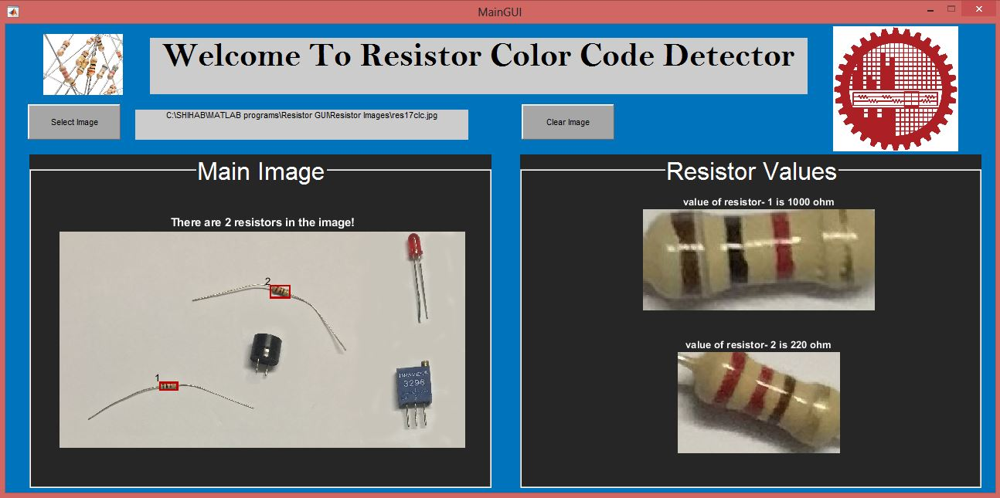 MainGUI
Welcome To Resistor Color Code Detector
Select Image
C:\SHIHAB\MATLAB programs\Resistor GUI\Resistor Images\res17clc.jpg
Clear Image
Main Image
There are 2 resistors in the image!
2
1
3296
Resistor Values
value of resistor- 1 is 1000 ohm
value of resistor- 2 is 220 ohm